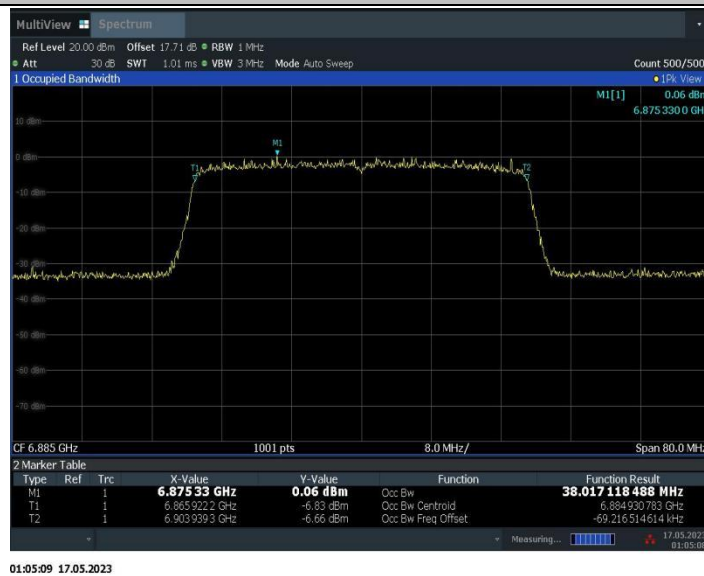 MultiView Spectrum
Ref Level 20.00 dBm Offset 17.71 dB RBW 1 MHz
Att 30 dB SWT 1.01 ms VBW 3 MHz Mode Auto Sweep Count 500/500
1 Occupied Bandwidth 1Pk View
M1[1] 0.06 dBm
6.875 330 0 GH
10 dBm
M1
0 dBm
T1 T2
-10 dBm
-20 dBm
-30 dBm
-40 dBm
-50 dBm
-60 dBm
-70 dBm
CF 6.885 GHz 1001 pts 8.0 MHz/ Span 80.0 MHz
2 Marker Table
Type Ref Trc X-Value Y-Value Function Function Result
M1 1 6.875 33 GHz 0.06 dBm Occ Bw 38.017 118 488 MHz
T1 1 6.865 922 2 GHz -6.83 dBm Occ Bw Centroid 6.884 930 783 GHz
T2 1 6.903 939 3 GHz -6.66 dBm Occ Bw Freq Offset -69.216 514 614 kHz
Measuring... 17.05.2023
01:05:08
01:05:09 17.05.2023